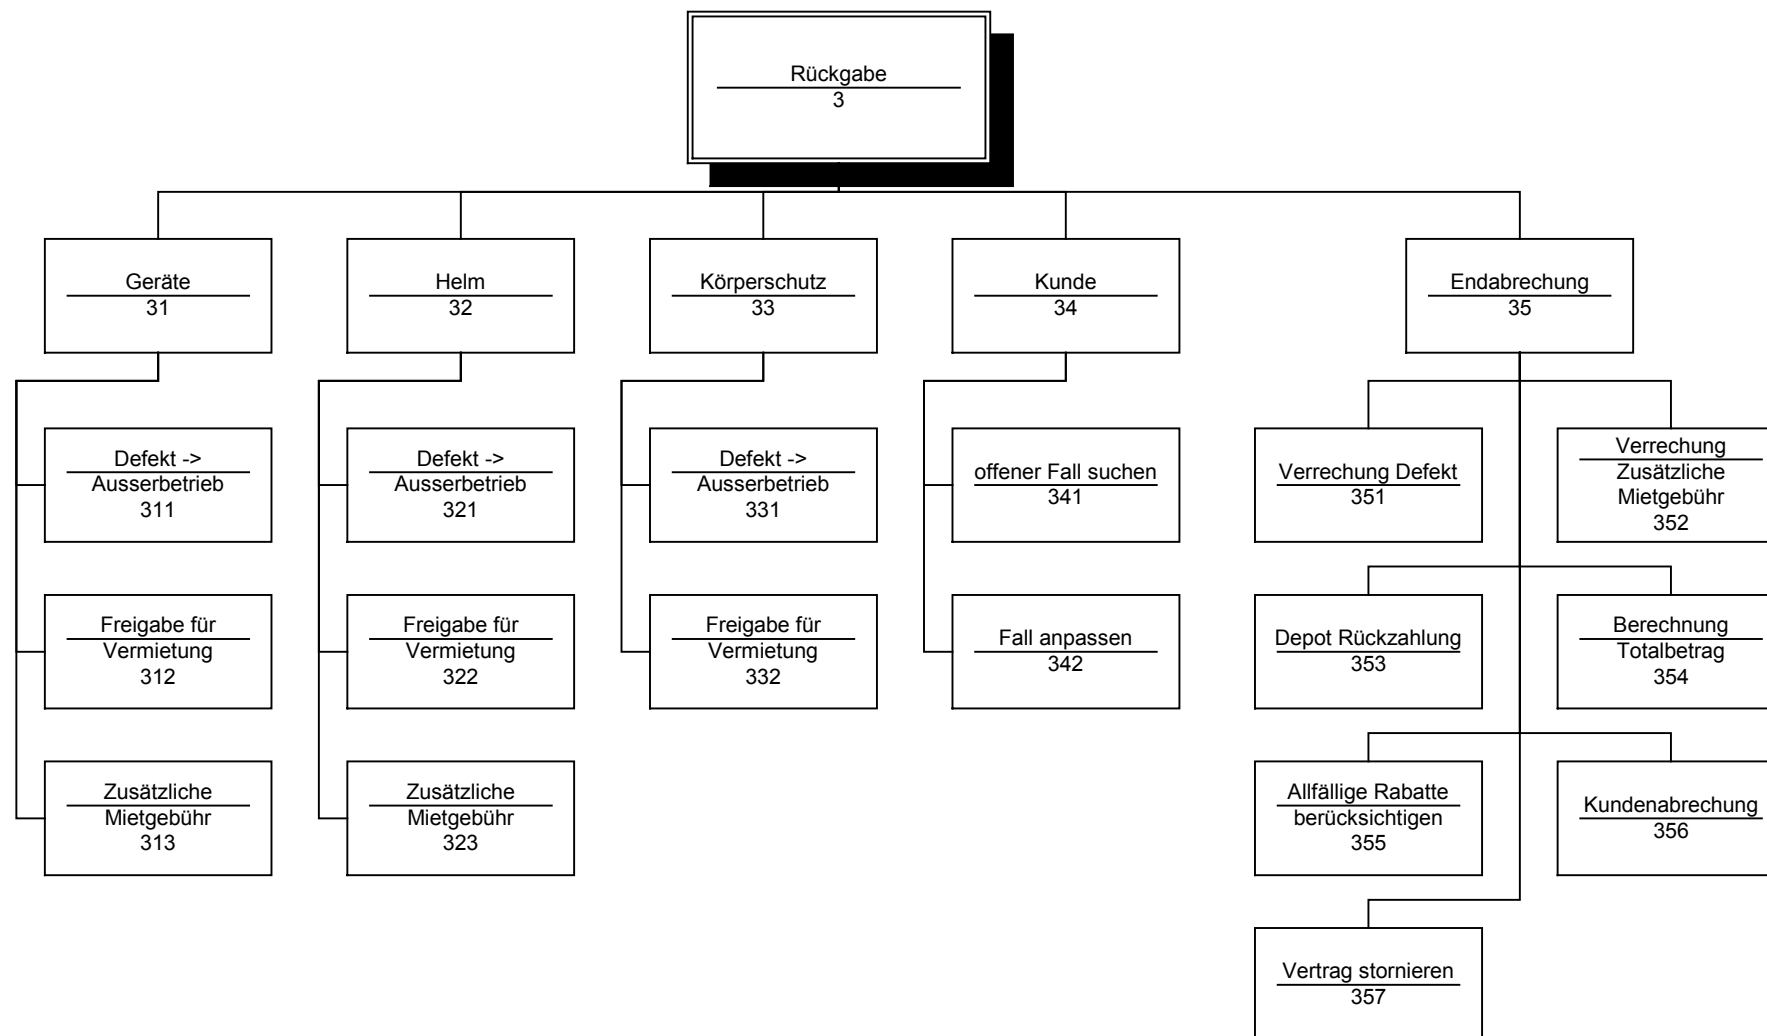 Rückgabe
3
Geräte
31
Helm
32
Körperschutz
33
Kunde
34
Endabrechung
35
Defekt ->
Ausserbetrieb
311
Defekt ->
Ausserbetrieb
321
Defekt ->
Ausserbetrieb
331
offener Fall suchen
341
Verrechung Defekt
351
Verrechung
Zusätzliche
Mietgebühr
352
Freigabe für
Vermietung
312
Freigabe für
Vermietung
322
Freigabe für
Vermietung
332
Fall anpassen
342
Depot Rückzahlung
353
Berechnung
Totalbetrag
354
Zusätzliche
Mietgebühr
313
Zusätzliche
Mietgebühr
323
Allfällige Rabatte
berücksichtigen
355
Kundenabrechung
356
Vertrag stornieren
357